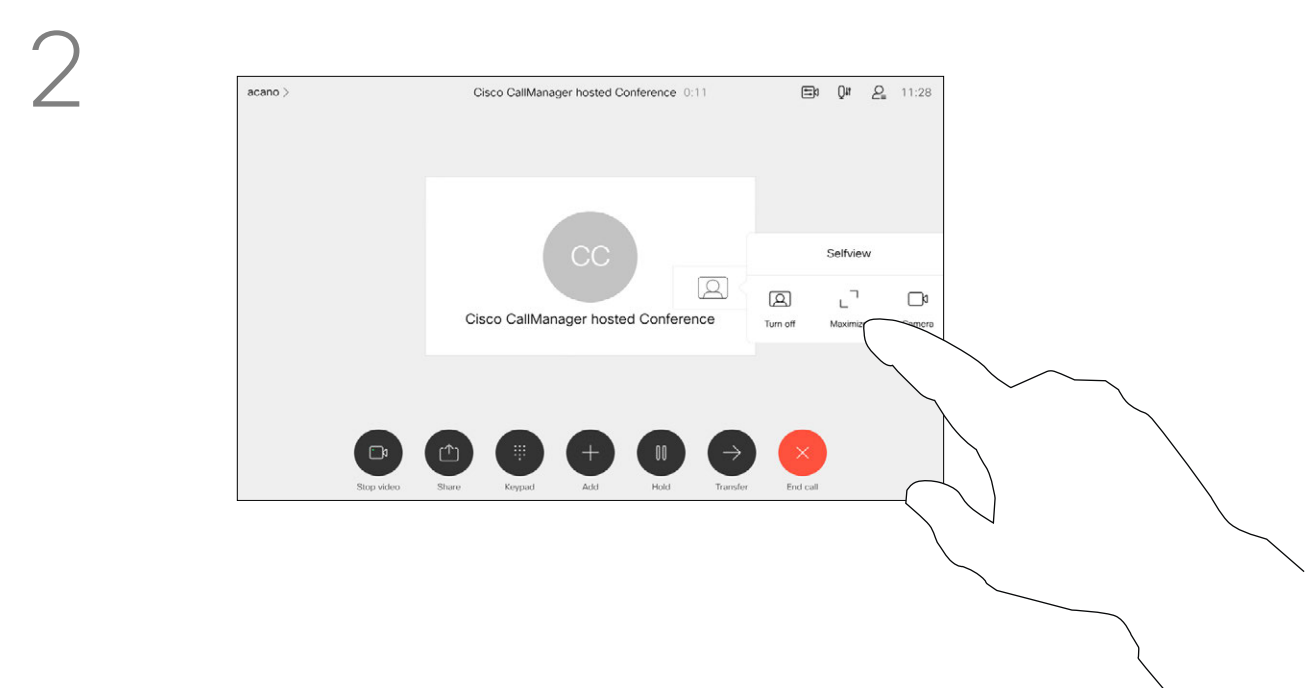 2
acano >
Cisco CallManager hosted Conference 0:11
11:28
CC
Cisco CallManager hosted Conference
Selfview
Turn off
Camera
Stop video
Share
Keypad
Add
Hold
Transfer
End call